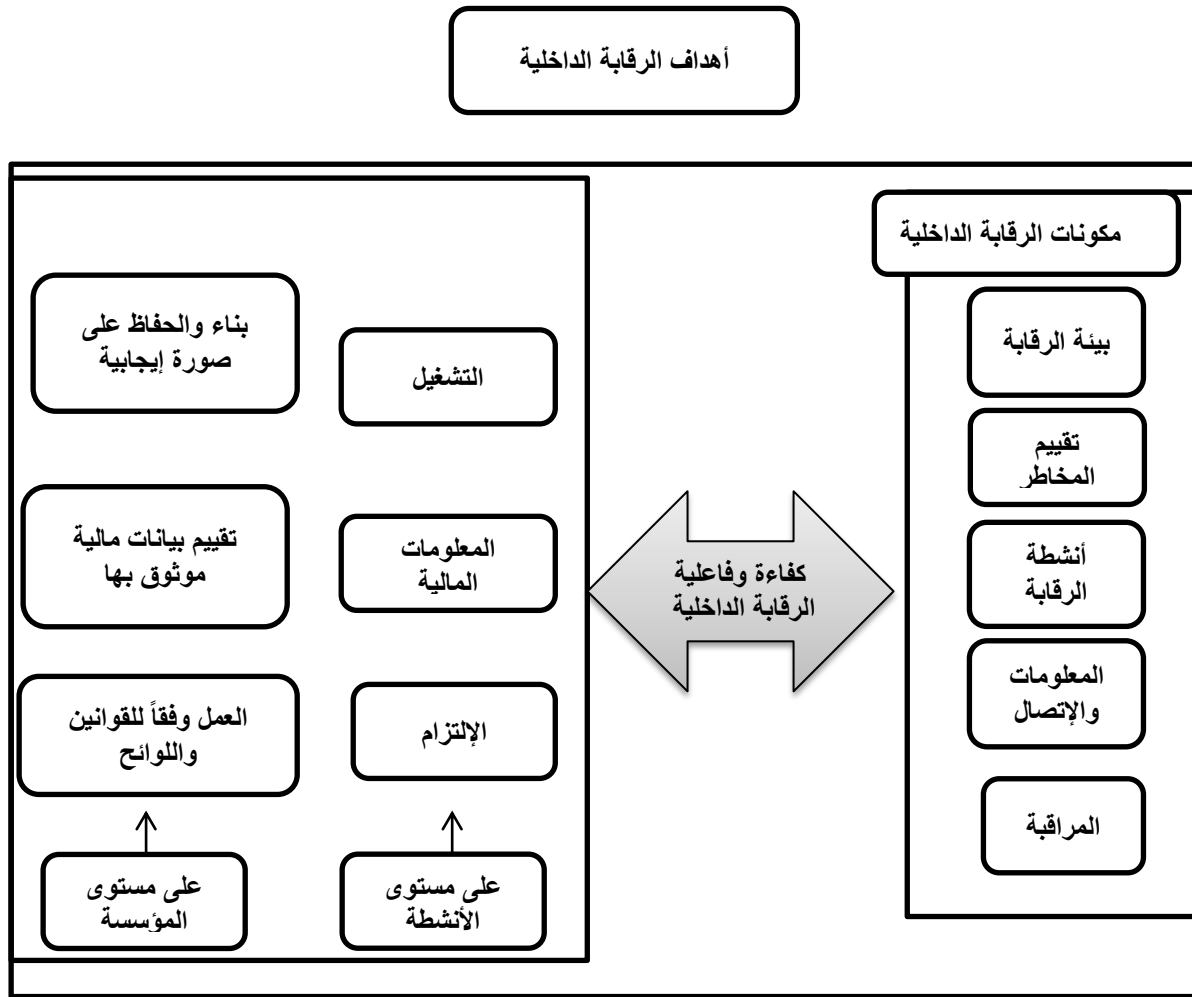 أهداف الرقابة الداخلية
مكونات الرقابة الداخلية
بيئة الرقابة
تقييم
المخاطر
أنشطة
الرقابة
المعلومات
والإتصال
المراقبة
كفاءة وفاعلية
الرقابة الداخلية
التشغيل
المعلومات
المالية
الإلتزام
على مستوى
الأنشطة
بناء والحفاظ على
صورة إيجابية
تقييم بيانات مالية
موثوق بها
العمل وفقاً للقوانين
واللوائح
على مستوى
المؤسسة